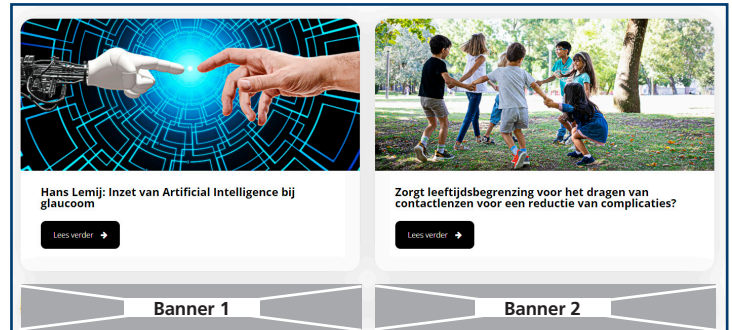 Hans Lemij: Inzet van Artificial Intelligence bij
glaucoom
Lees verder
Zorgt leeftijdsbegrenzing voor het dragen van
contactlenzen voor een reductie van complicaties?
Lees verder
Banner 1
Banner 2